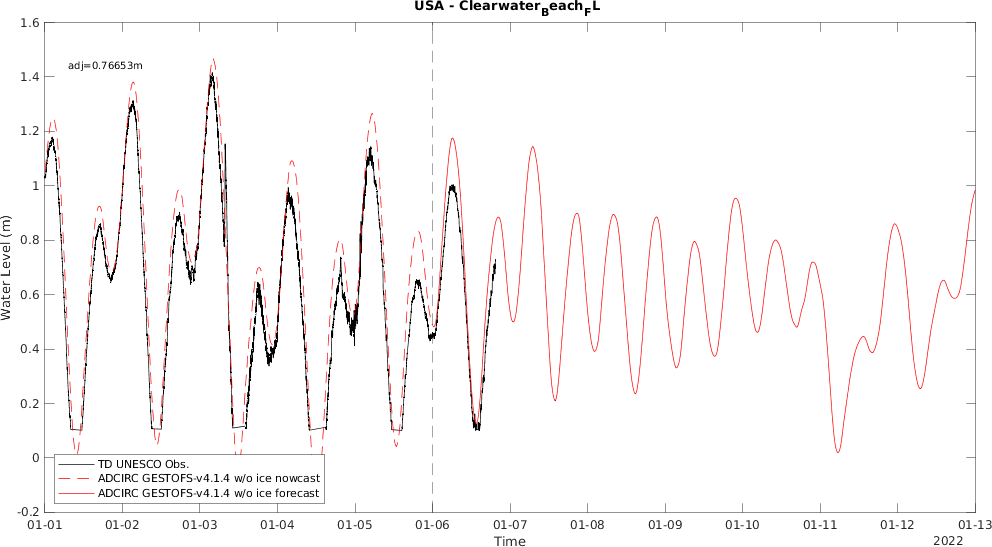 USA - Clearwater_Beach_FL
adj=0.76653m
1.6
1.4
1.2
1
0.8
0.6
0.4
0.2
0
-0.2
Water Level (m)
TD UNESCO Obs.
ADCIRC GESTOFS-v4.1.4 w/o ice nowcast
ADCIRC GESTOFS-v4.1.4 w/o ice forecast
01-01 01-02 01-03 01-04 01-05 01-06 01-07 01-08 01-09 01-10 01-11 01-12 01-13
Time
2022